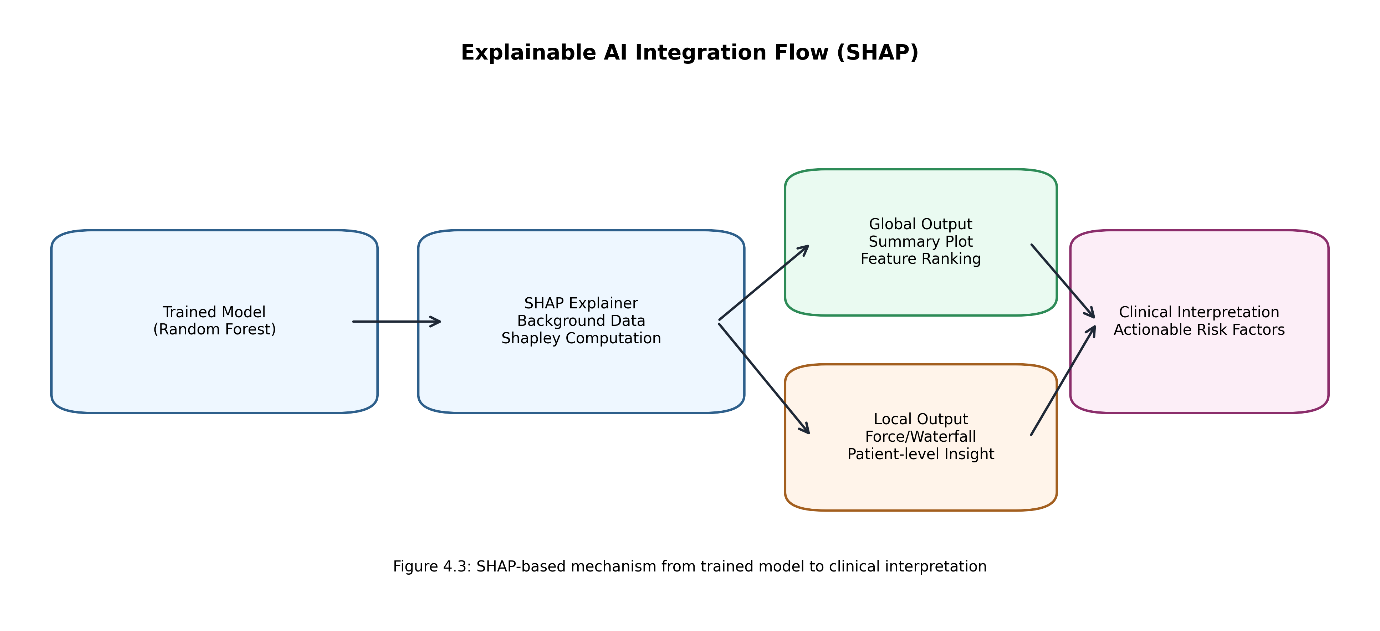 Explainable AI Integration Flow (SHAP)
Trained Model
(Random Forest)
SHAP Explainer
Background Data
Shapley Computation
Global Output
Summary Plot
Feature Ranking
Local Output
Force/Waterfall
Patient-level Insight
Clinical Interpretation
Actionable Risk Factors
Figure 4.3: SHAP-based mechanism from trained model to clinical interpretation